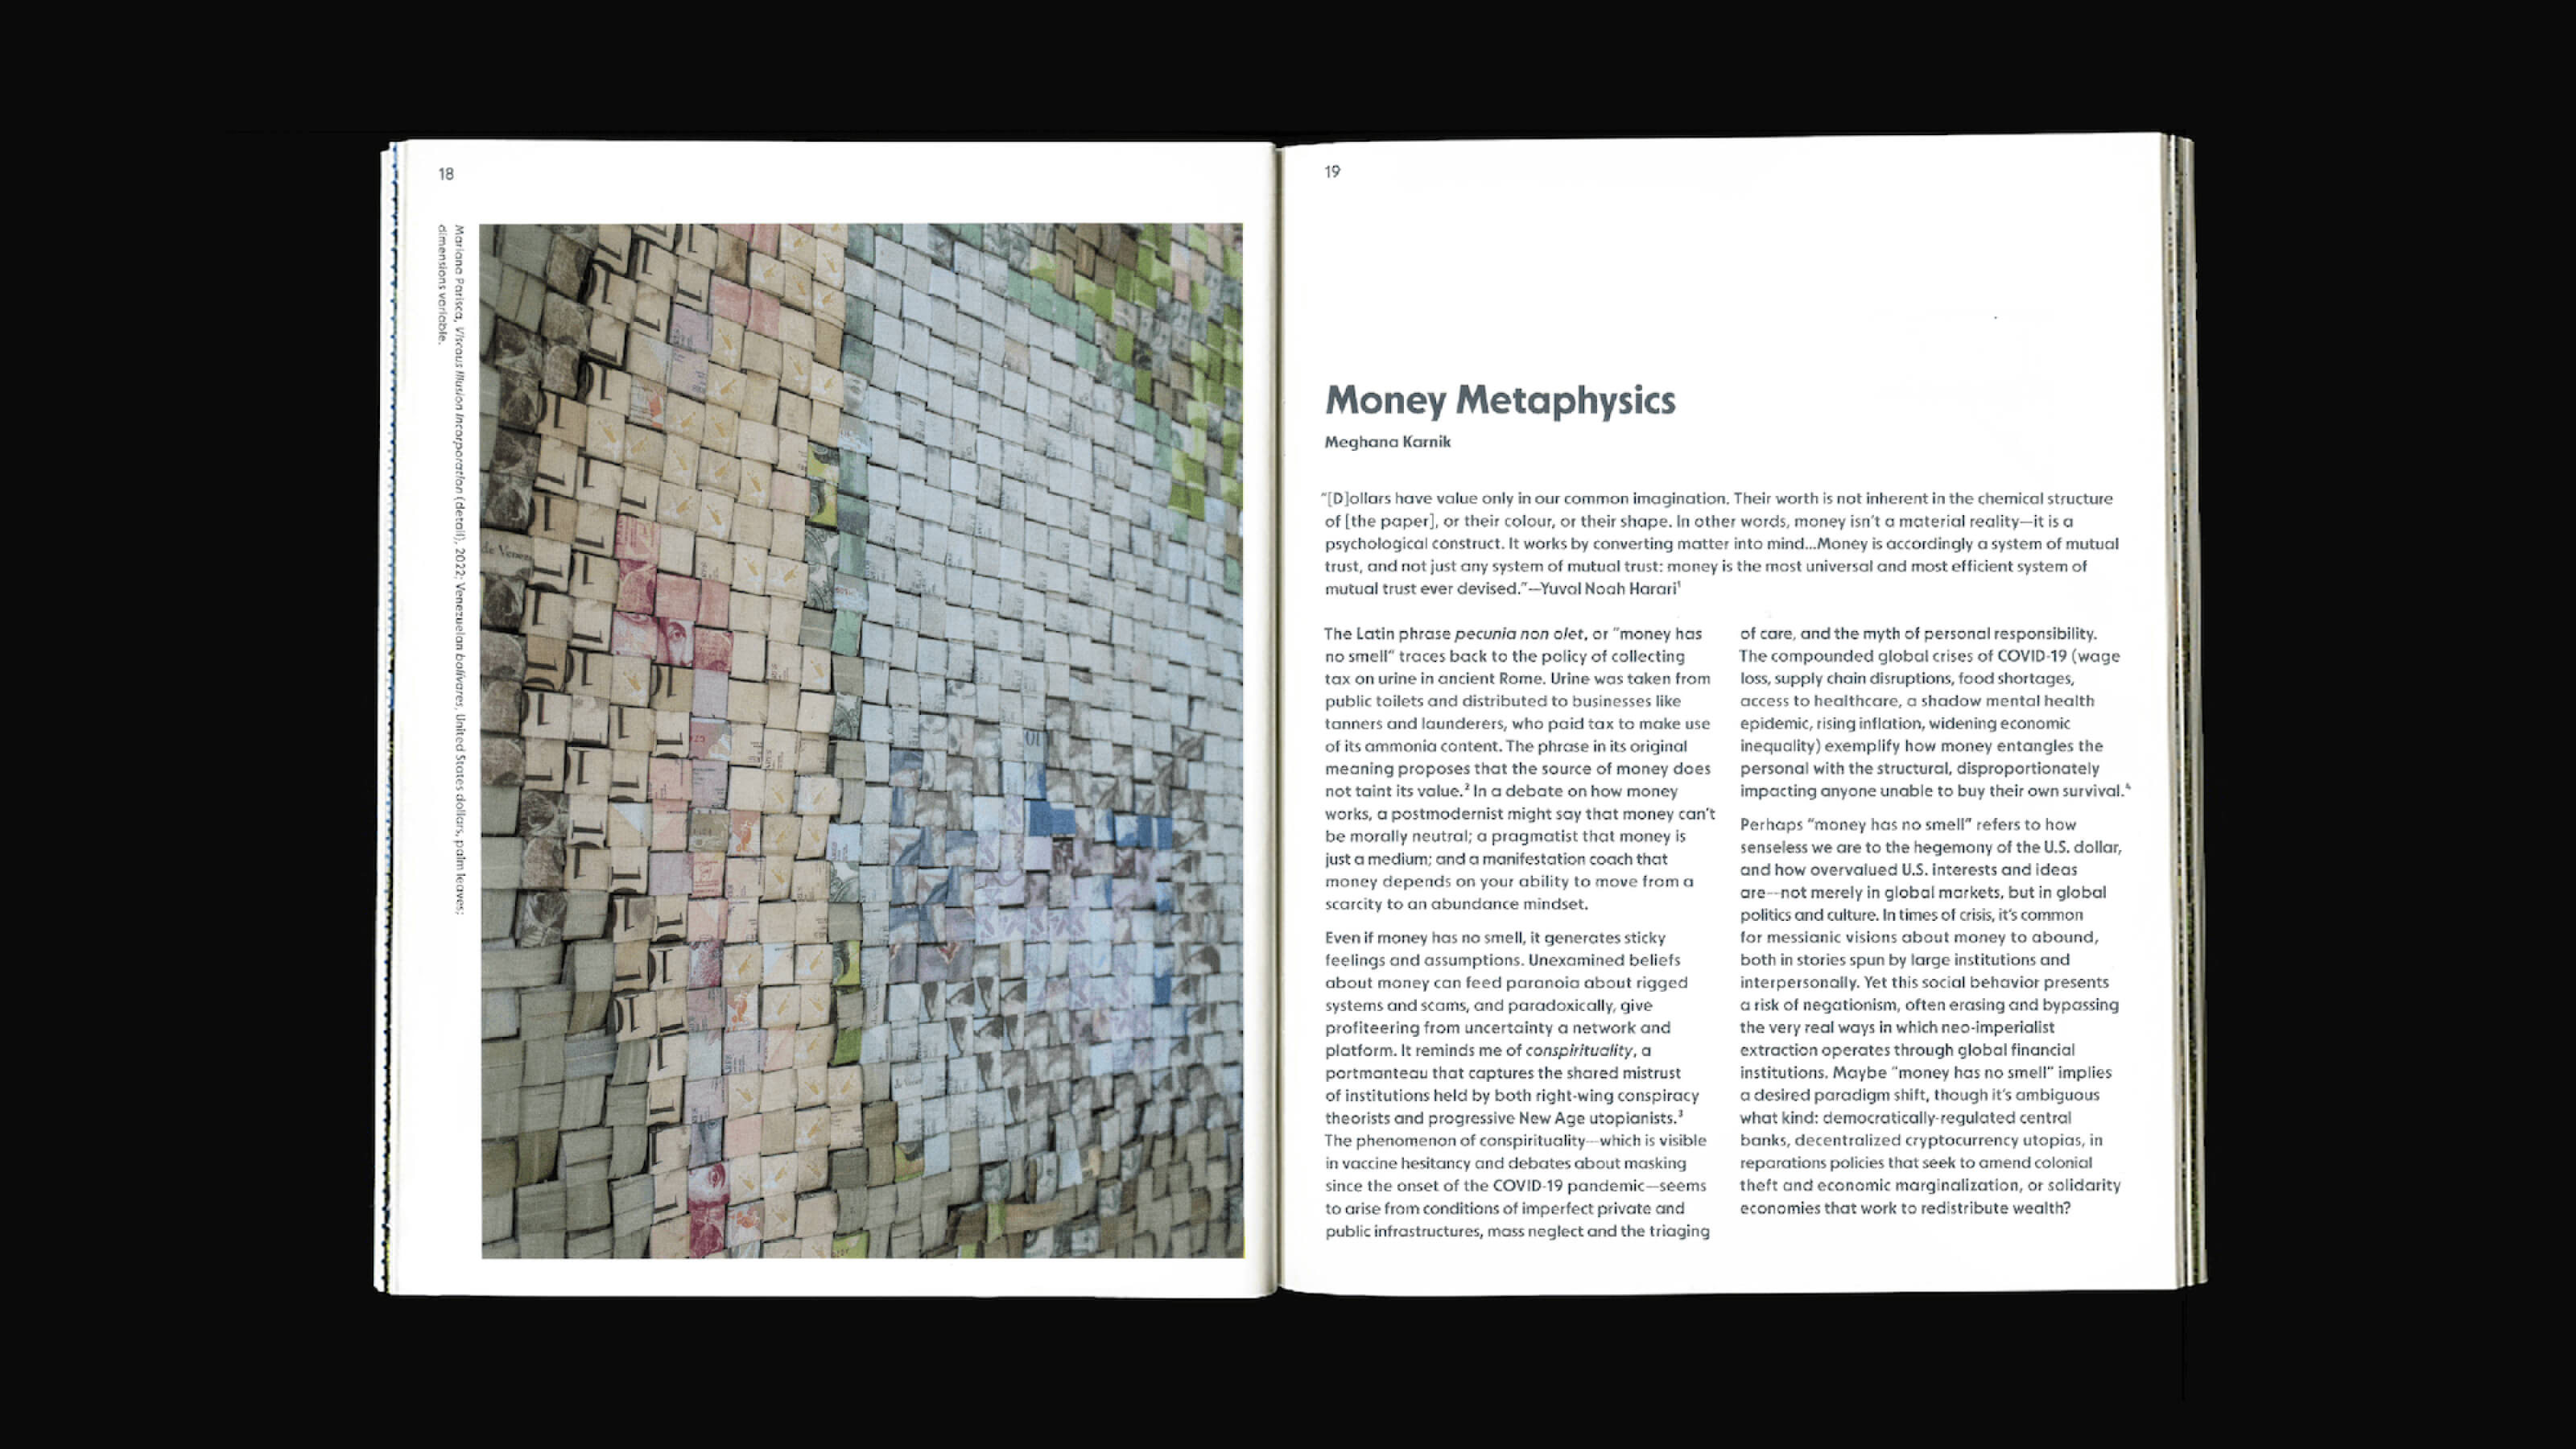 18
Mariana Parisca, Viscous Illusion Incorporation (detail), 2022; Venezuelan bolívares, United States dollars, palm leaves;
dimensions variable.
19
Money Metaphysics
Meghana Karnik
“[D]ollars have value only in our common imagination. Their worth is not inherent in the chemical structure
of [the paper], or their colour, or their shape. In other words, money isn’t a material reality—it is a
psychological construct. It works by converting matter into mind...Money is accordingly a system of mutual
trust, and not just any system of mutual trust: money is the most universal and most efficient system of
mutual trust ever devised.”—Yuval Noah Harari¹
The Latin phrase pecunia non olet, or “money has
no smell” traces back to the policy of collecting
tax on urine in ancient Rome. Urine was taken from
public toilets and distributed to businesses like
tanners and launderers, who paid tax to make use
of its ammonia content. The phrase in its original
meaning proposes that the source of money does
not taint its value.² In a debate on how money
works, a postmodernist might say that money can’t
be morally neutral; a pragmatist that money is
just a medium; and a manifestation coach that
money depends on your ability to move from a
scarcity to an abundance mindset.
Even if money has no smell, it generates sticky
feelings and assumptions. Unexamined beliefs
about money can feed paranoia about rigged
systems and scams, and paradoxically, give
profiteering from uncertainty a network and
platform. It reminds me of conspirituality, a
portmanteau that captures the shared mistrust
of institutions held by both right-wing conspiracy
theorists and progressive New Age utopianists.³
The phenomenon of conspirituality—which is visible
in vaccine hesitancy and debates about masking
since the onset of the COVID-19 pandemic—seems
to arise from conditions of imperfect private and
public infrastructures, mass neglect and the triaging
of care, and the myth of personal responsibility.
The compounded global crises of COVID-19 (wage
loss, supply chain disruptions, food shortages,
access to healthcare, a shadow mental health
epidemic, rising inflation, widening economic
inequality) exemplify how money entangles the
personal with the structural, disproportionately
impacting anyone unable to buy their own survival.⁴
Perhaps “money has no smell” refers to how
senseless we are to the hegemony of the U.S. dollar,
and how overvalued U.S. interests and ideas
are—not merely in global markets, but in global
politics and culture. In times of crisis, it’s common
for messianic visions about money to abound,
both in stories spun by large institutions and
interpersonally. Yet this social behavior presents
a risk of negationism, often erasing and bypassing
the very real ways in which neo-imperialist
extraction operates through global financial
institutions. Maybe “money has no smell” implies
a desired paradigm shift, though it’s ambiguous
what kind: democratically-regulated central
banks, decentralized cryptocurrency utopias, in
reparations policies that seek to amend colonial
theft and economic marginalization, or solidarity
economies that work to redistribute wealth?